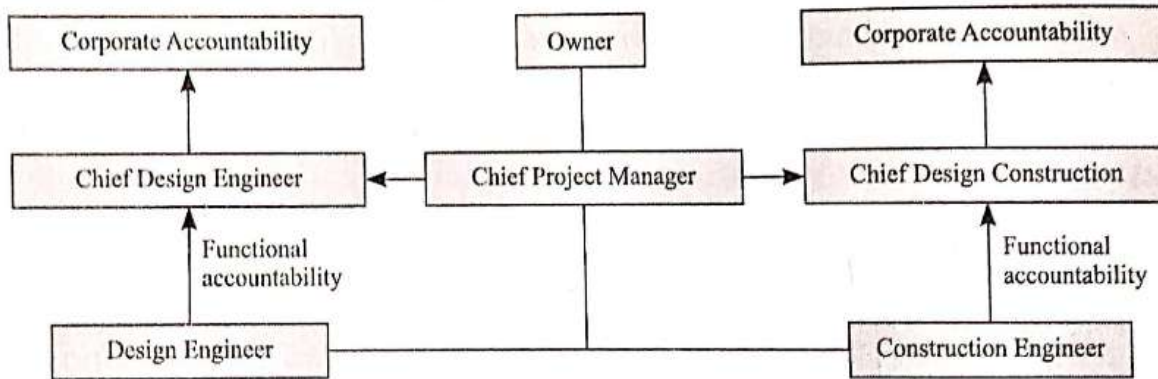 Corporate Accountability
Owner
Corporate Accountability
Chief Design Engineer
Chief Project Manager
Chief Design Construction
Functional
accountability
Functional
accountability
Design Engineer
Construction Engineer